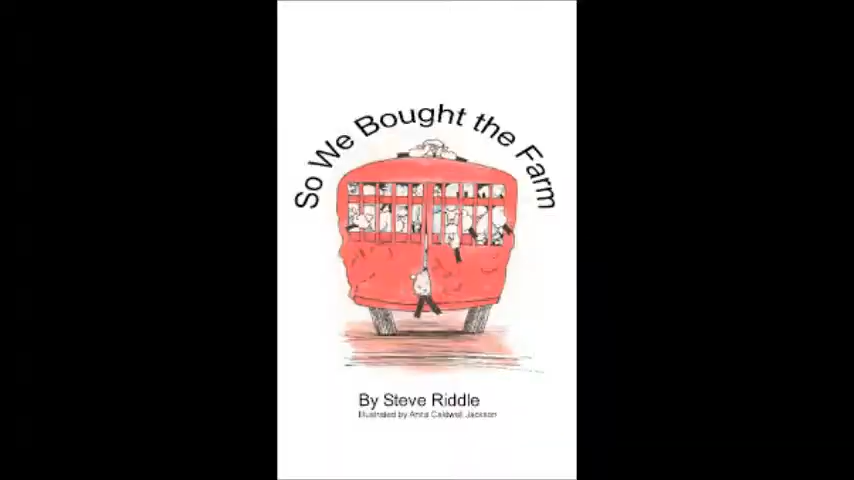 So We Bought the Farm
By Steve Riddle
Illustrated by Anna Caldwell Jackson